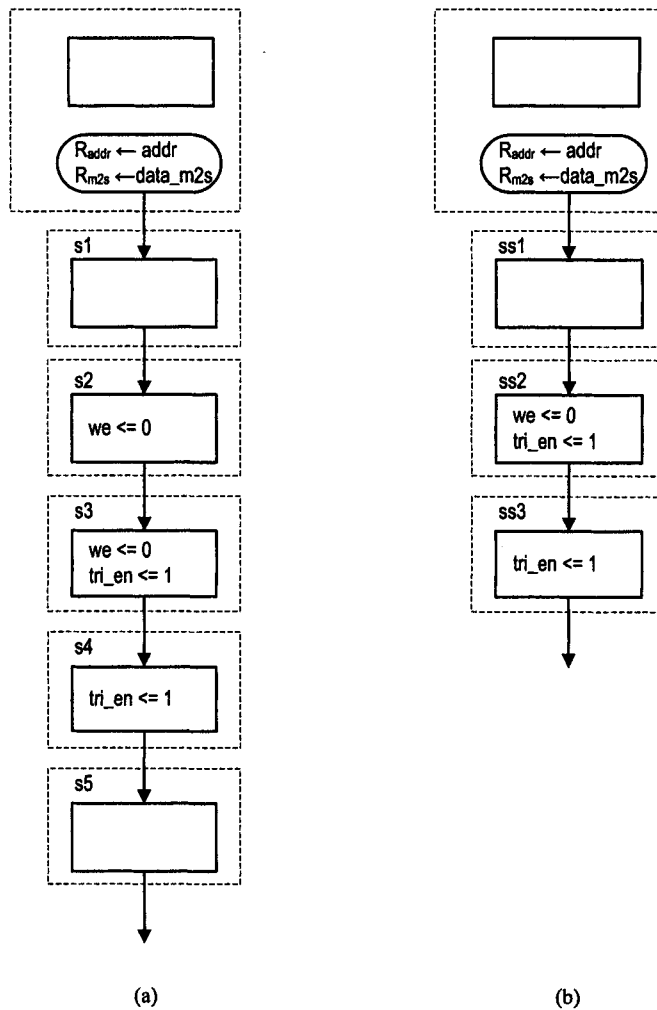 R_addr ← addr
R_m2s ← data_m2s
s1
s2
we <= 0
s3
we <= 0
tri_en <= 1
s4
tri_en <= 1
s5
(a)
R_addr ← addr
R_m2s ← data_m2s
ss1
ss2
we <= 0
tri_en <= 1
ss3
tri_en <= 1
(b)